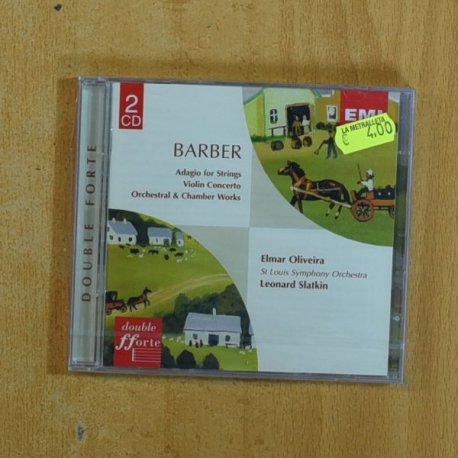 2
CD
DOUBLE FORTE
EMI
LA METRALLETA
€ 4,00
BARBER
Adagio for Strings
Violin Concerto
Orchestral & Chamber Works
Elmar Oliveira
St Louis Symphony Orchestra
Leonard Slatkin
double
fforte